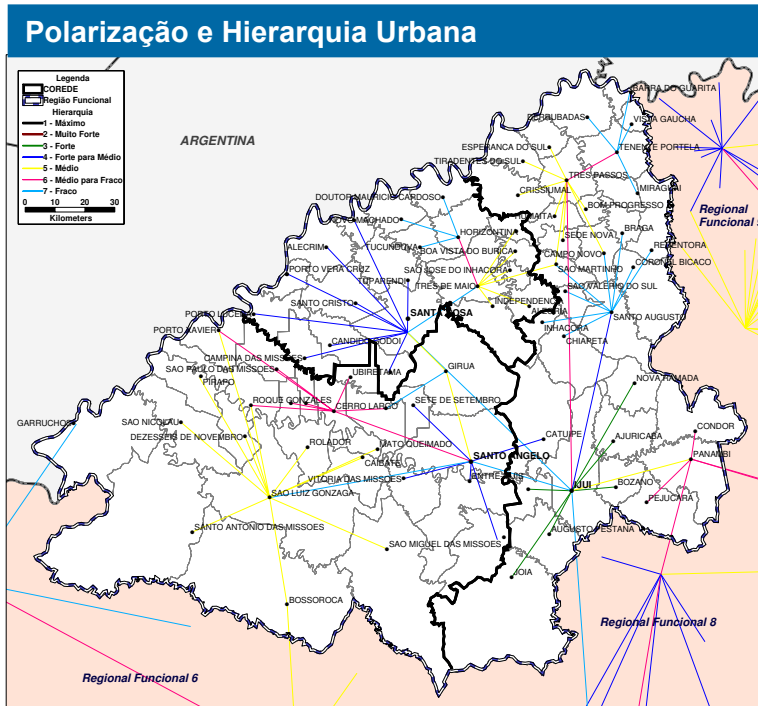 Polarização e Hierarquia Urbana
Legenda
COREDE
Região Funcional
Hierarquia
1 - Máximo
2 - Muito Forte
3 - Forte
4 - Forte para Médio
5 - Médio
6 - Médio para Fraco
7 - Fraco
0 10 20 30
Kilometers
ARGENTINA
BARRA DO GUARITA
DERRUBADAS
VISTA GAUCHA
ESPERANCA DO SUL
TENENTE PORTELA
TIRADENTES DO SUL
TRES PASSOS
CRISSIUMAL
MIRAGUAI
DOUTOR MAURICIO CARDOSO
BOM PROGRESSO
HUMAITA
Regional
Funcional
NOVO MACHADO
HORIZONTINA
SEDE NOVA
BRAGA
ALECRIM
TUCUNDUVA
BOA VISTA DO BURICA
CAMPO NOVO
REDENTORA
CORONEL BICACO
PORTO VERA CRUZ
SAO JOSE DO INHACORA
SAO MARTINHO
TUPARENDI
TRES DE MAIO
SAO VALERIO DO SUL
SANTO CRISTO
INDEPENDENC
ALEGRIA
PORTO LUCENA
SANTA ROSA
SANTO AUGUSTO
PORTO XAVIER
INHACORA
CHIAPETA
CANDIDO GODOI
CAMPINA DAS MISSOES
GIRUA
SAO PAULO DAS MISSOES
UBIRETAMA
PIRAPO
NOVA RAMADA
ROQUE GONZALES
CERRO LARGO
SETE DE SETEMBRO
GARRUCHOS
SAO NICOLAU
CONDOR
DEZESSEIS DE NOVEMBRO
ROLADOR
MATO QUEIMADO
CATUIPE
AJURICABA
CAIBATE
SANTO ANGELO
PANAMBI
VITORIA DAS MISSOES
ENTRE-IJUIS
IJUI
BOZANO
SAO LUIZ GONZAGA
PEJUCARA
SANTO ANTONIO DAS MISSOES
AUGUSTO PESTANA
SAO MIGUEL DAS MISSOES
JOIA
BOSSOROCA
Regional Funcional 8
Regional Funcional 6